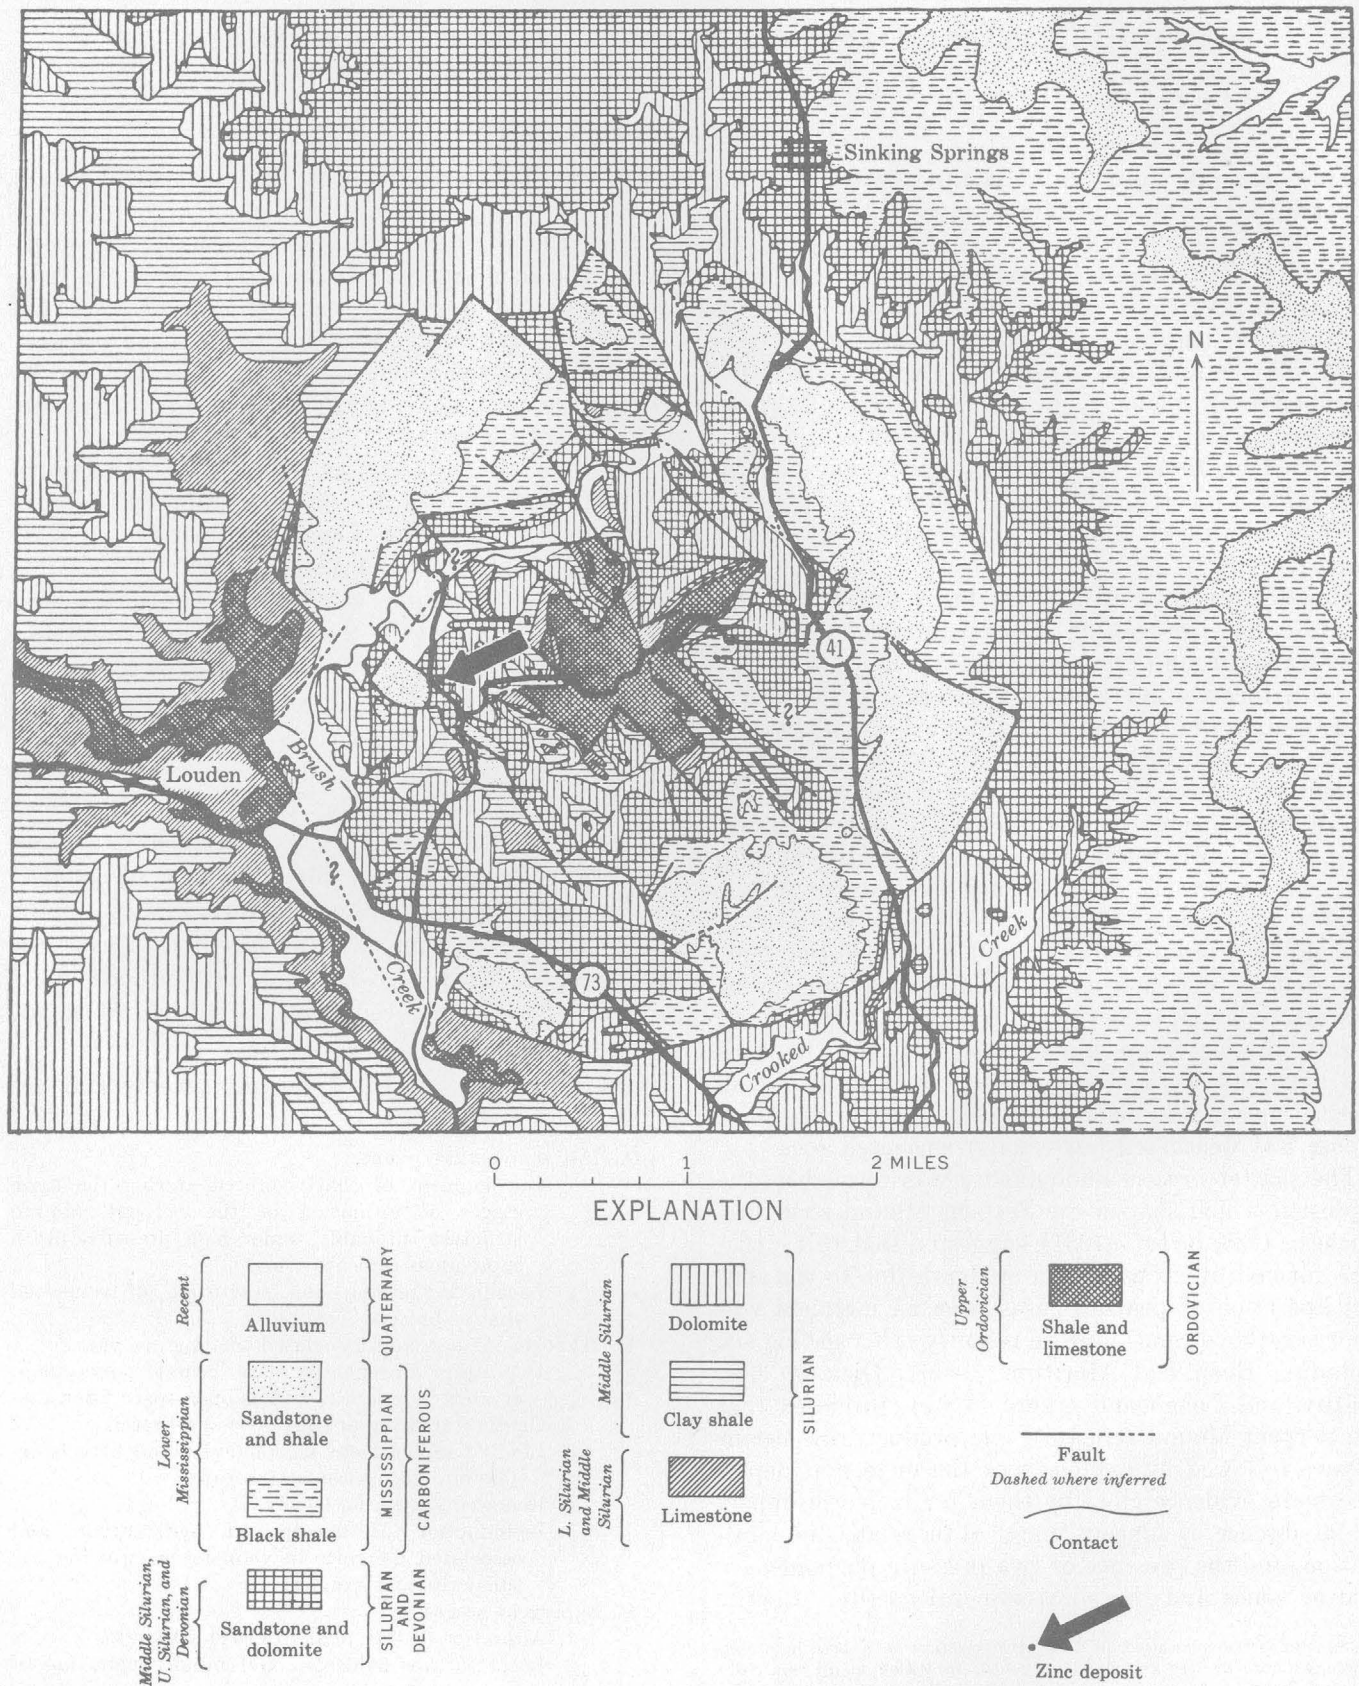 Sinking Springs
N
41
?
?
Louden
Brush
?
Creek
Creek
73
Crooked
0 1 2 MILES
EXPLANATION
Recent
Alluvium
QUATERNARY
Lower
Mississippian
Sandstone
and shale
Black shale
MISSISSIPPIAN
CARBONIFEROUS
Middle Silurian,
U. Silurian, and
Devonian
Sandstone and
dolomite
SILURIAN
AND
DEVONIAN
Middle Silurian
Dolomite
Clay shale
L. Silurian
and Middle
Silurian
Limestone
SILURIAN
Upper
Ordovician
Shale and
limestone
ORDOVICIAN
Fault
Dashed where inferred
Contact
Zinc deposit